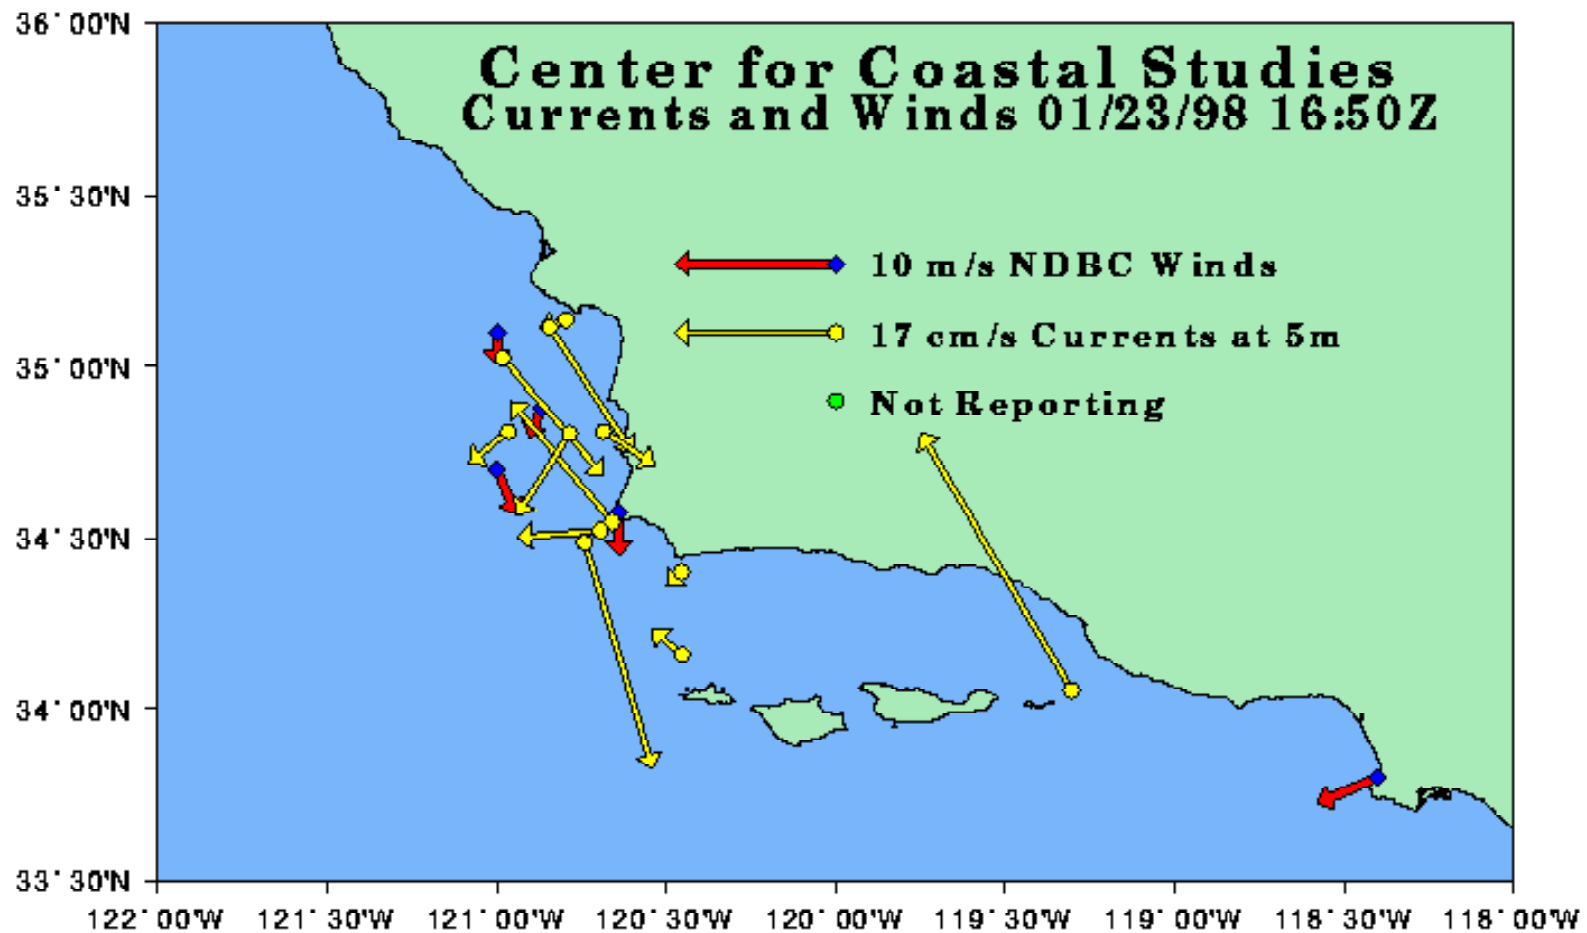 36°00'N
Center for Coastal Studies
Currents and Winds 01/23/98 16:50Z
35°30'N
10 m/s NDBC Winds
17 cm/s Currents at 5m
35°00'N
Not Reporting
34°30'N
34°00'N
33°30'N
122°00'W 121°30'W 121°00'W 120°30'W 120°00'W 119°30'W 119°00'W 118°30'W 118°00'W